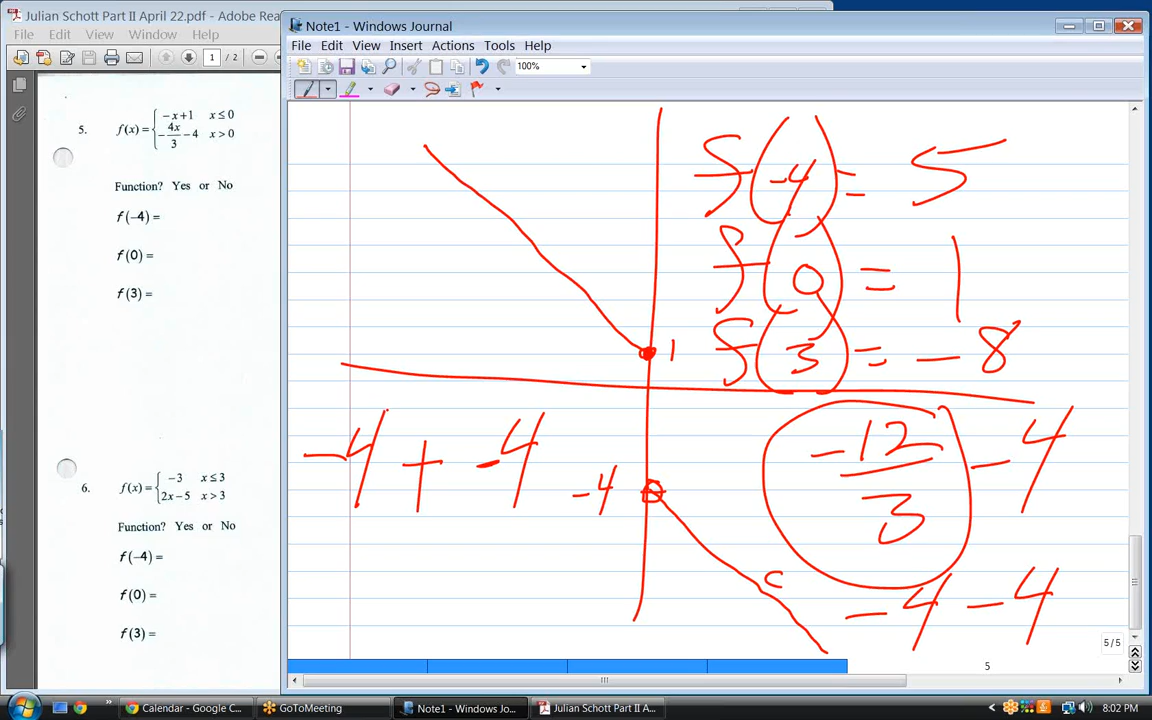 Julian Schott Part II April 22.pdf - Adobe Rea
File Edit View Window Help
1 / 2
5.
f(x) = { -x+1 x≤0
-4x/3 -4 x>0
Function? Yes or No
f(-4) =
f(0) =
f(3) =
6.
f(x) = { -3 x≤3
2x-5 x>3
Function? Yes or No
f(-4) =
f(0) =
f(3) =
Note1 - Windows Journal
File Edit View Insert Actions Tools Help
100%
f(-4) = 5
f(0) = 1
f(3) = -8
1
-4 + -4
-4
-12/3 -4
-4 -4
5/5
5
Calendar - Google C...
GoToMeeting
Note1 - Windows Jo...
Julian Schott Part II A...
8:02 PM